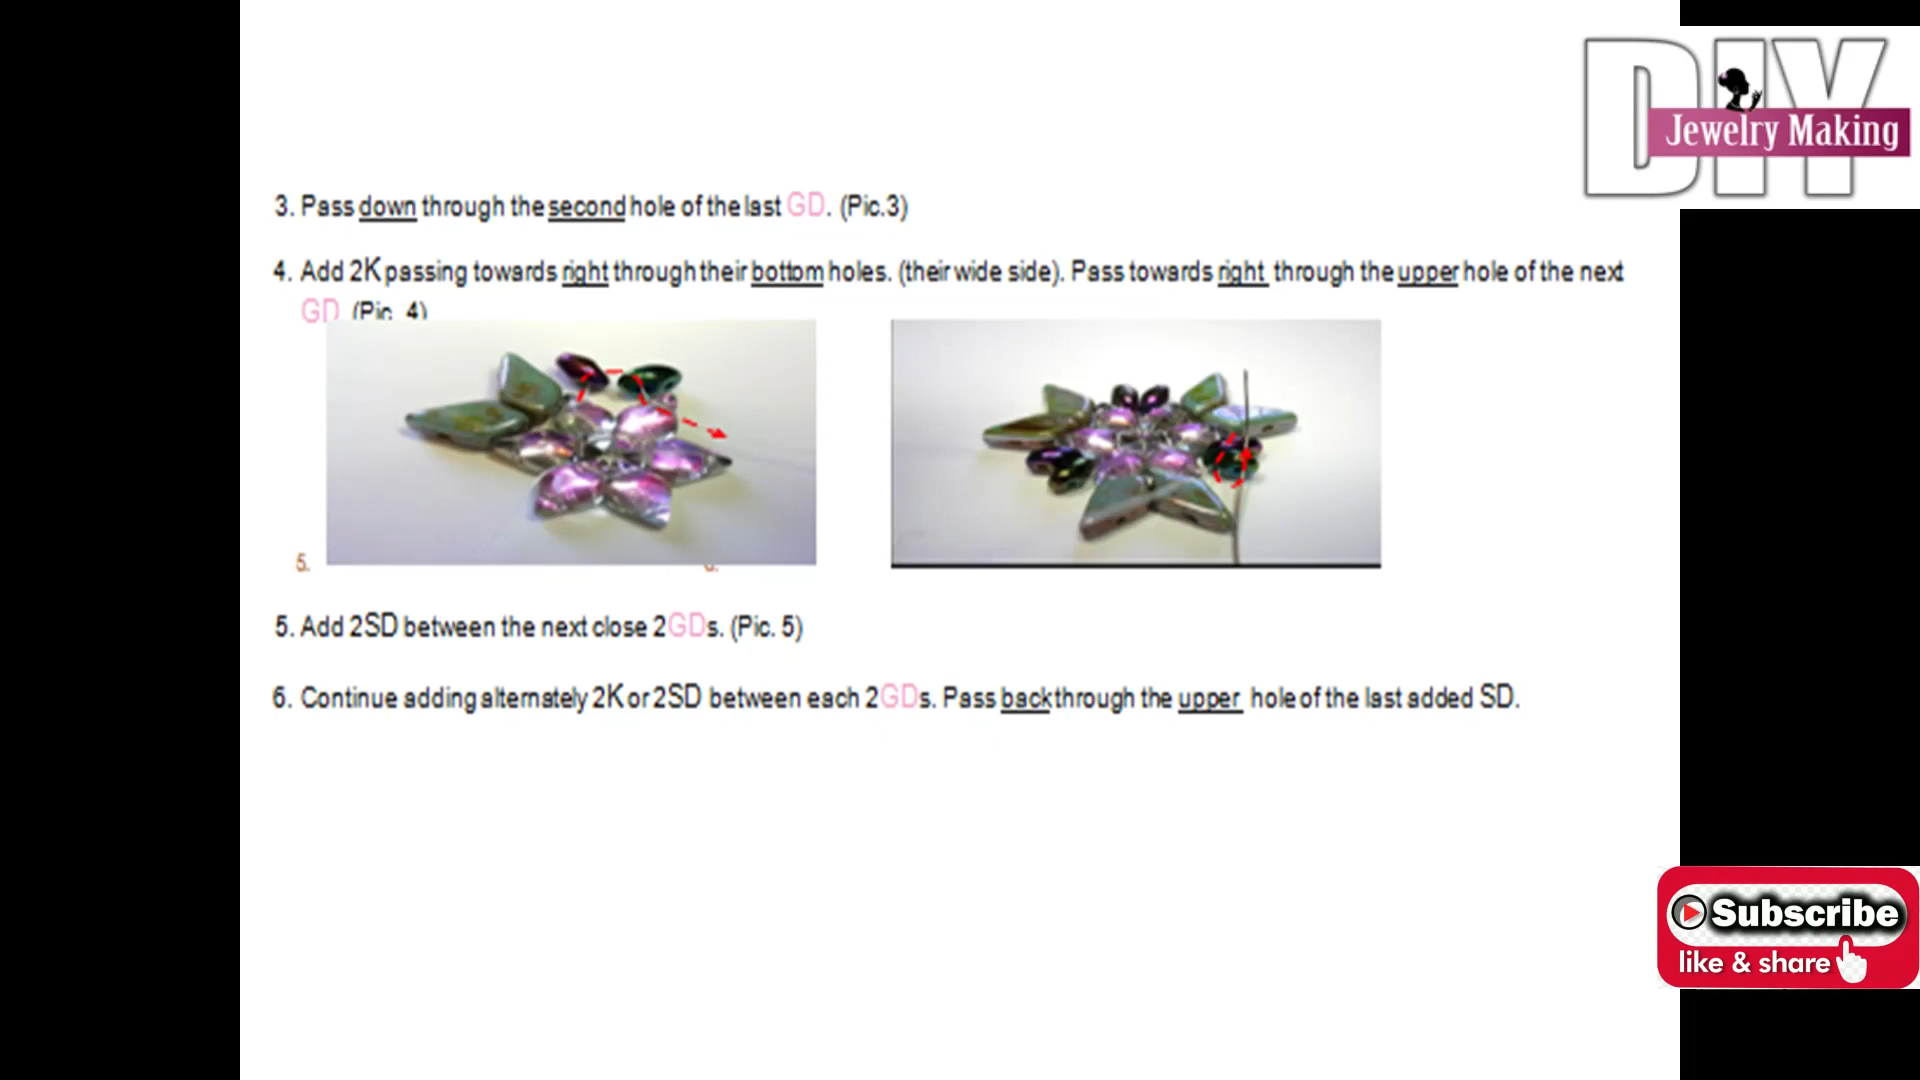 DIY
Jewelry Making
3. Pass down through the second hole of the last GD. (Pic.3)
4. Add 2K passing towards right through their bottom holes. (their wide side). Pass towards right through the upper hole of the next
GD (Pic. 4)
5.
5. Add 2SD between the next close 2GDs. (Pic. 5)
6. Continue adding alternately 2K or 2SD between each 2GDs. Pass back through the upper hole of the last added SD.
Subscribe
like & share